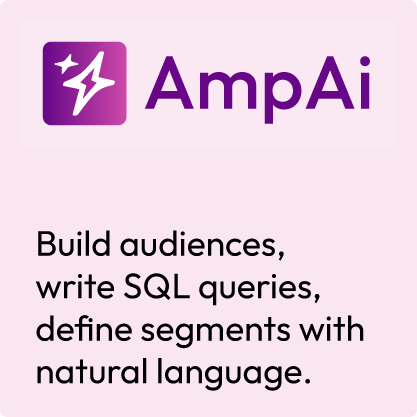 AmpAi
Build audiences,
write SQL queries,
define segments with
natural language.